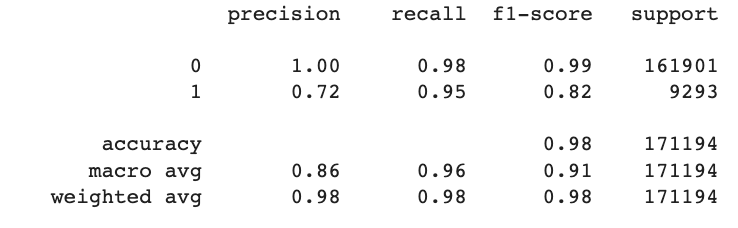 precision recall f1-score support
0 1.00 0.98 0.99 161901
1 0.72 0.95 0.82 9293
accuracy 0.98 171194
macro avg 0.86 0.96 0.91 171194
weighted avg 0.98 0.98 0.98 171194